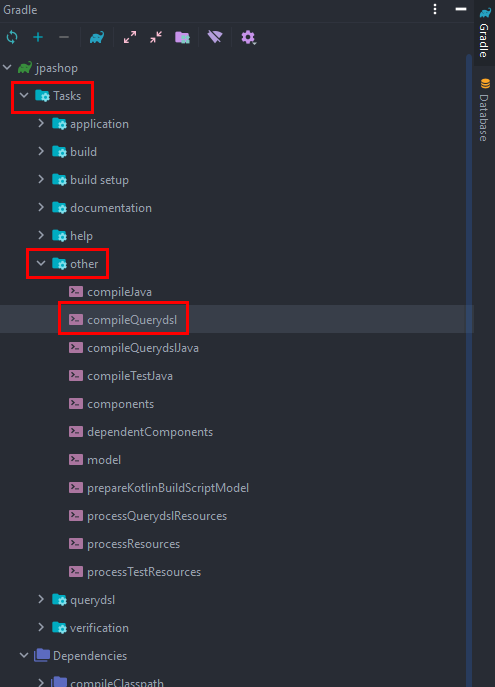 Gradle
jpashop
Tasks
application
build
build setup
documentation
help
other
compileJava
compileQuerydsl
compileQuerydslJava
compileTestJava
components
dependentComponents
model
prepareKotlinBuildScriptModel
processQuerydslResources
processResources
processTestResources
querydsl
verification
Dependencies
compileClasspath
Gradle
Database